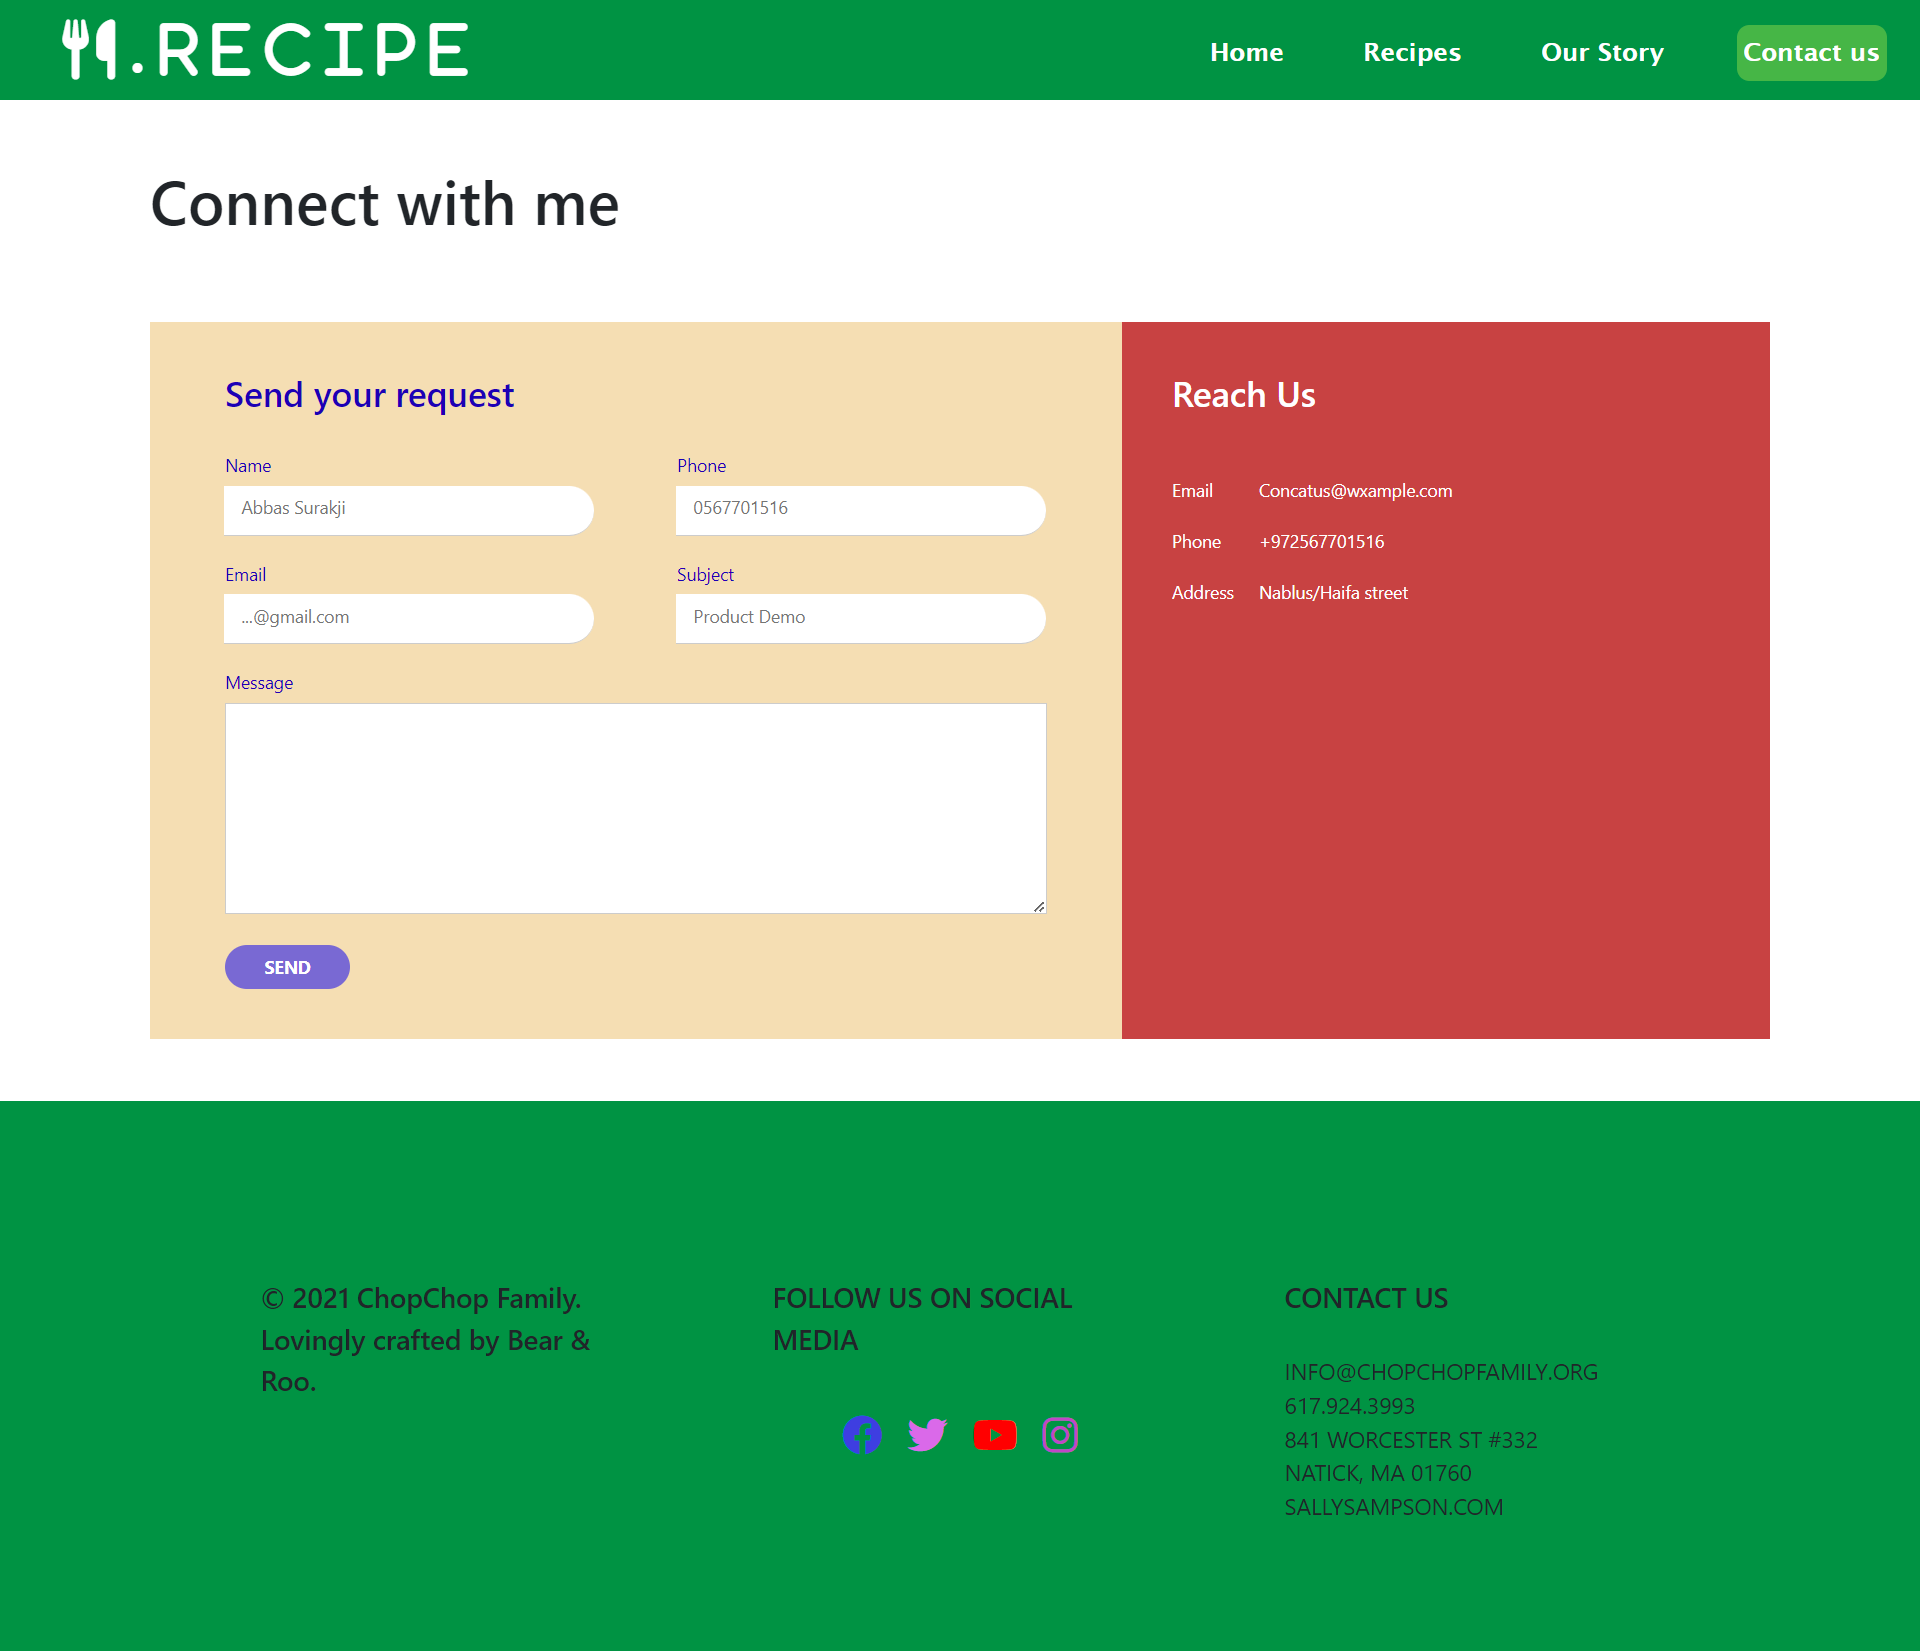 .RECIPE
Home Recipes Our Story Contact us
Connect with me
Send your request
Name Phone
Abbas Surakji 0567701516
Email Subject
...@gmail.com Product Demo
Message
SEND
Reach Us
Email Concatus@wxample.com
Phone +972567701516
Address Nablus/Haifa street
© 2021 ChopChop Family.
Lovingly crafted by Bear &
Roo.
FOLLOW US ON SOCIAL
MEDIA
CONTACT US
INFO@CHOPCHOPFAMILY.ORG
617.924.3993
841 WORCESTER ST #332
NATICK, MA 01760
SALLYSAMPSON.COM